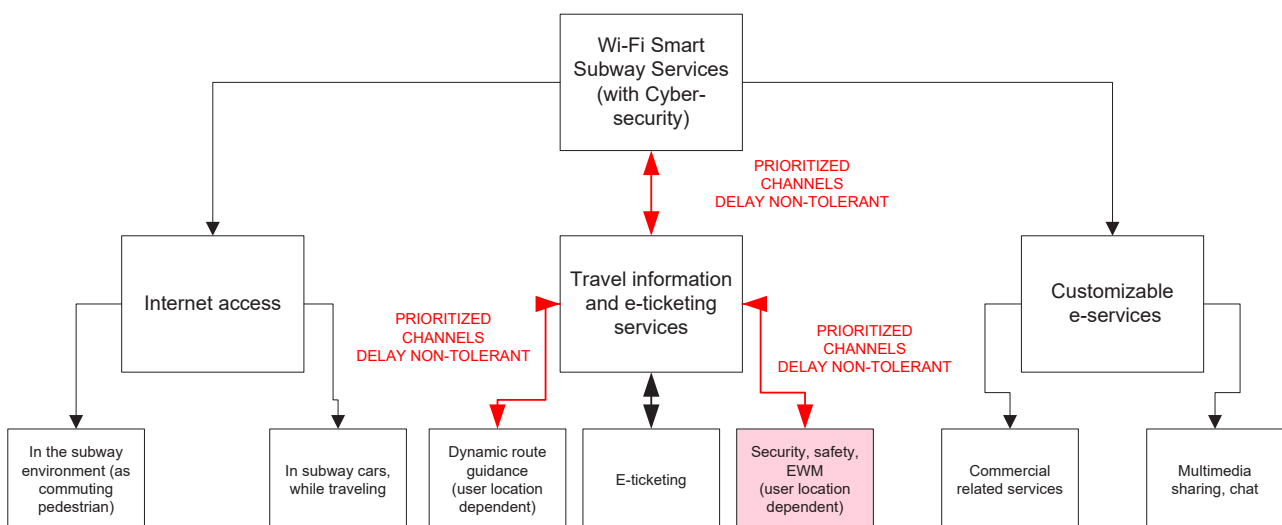 Wi-Fi Smart
Subway Services
(with Cyber-
security)
PRIORITIZED
CHANNELS
DELAY NON-TOLERANT
Internet access
Travel information
and e-ticketing
services
Customizable
e-services
PRIORITIZED
CHANNELS
DELAY NON-TOLERANT
PRIORITIZED
CHANNELS
DELAY NON-TOLERANT
In the subway
environment (as
commuting
pedestrian)
In subway cars,
while traveling
Dynamic route
guidance
(user location
dependent)
E-ticketing
Security, safety,
EWM
(user location
dependent)
Commercial
related services
Multimedia
sharing, chat